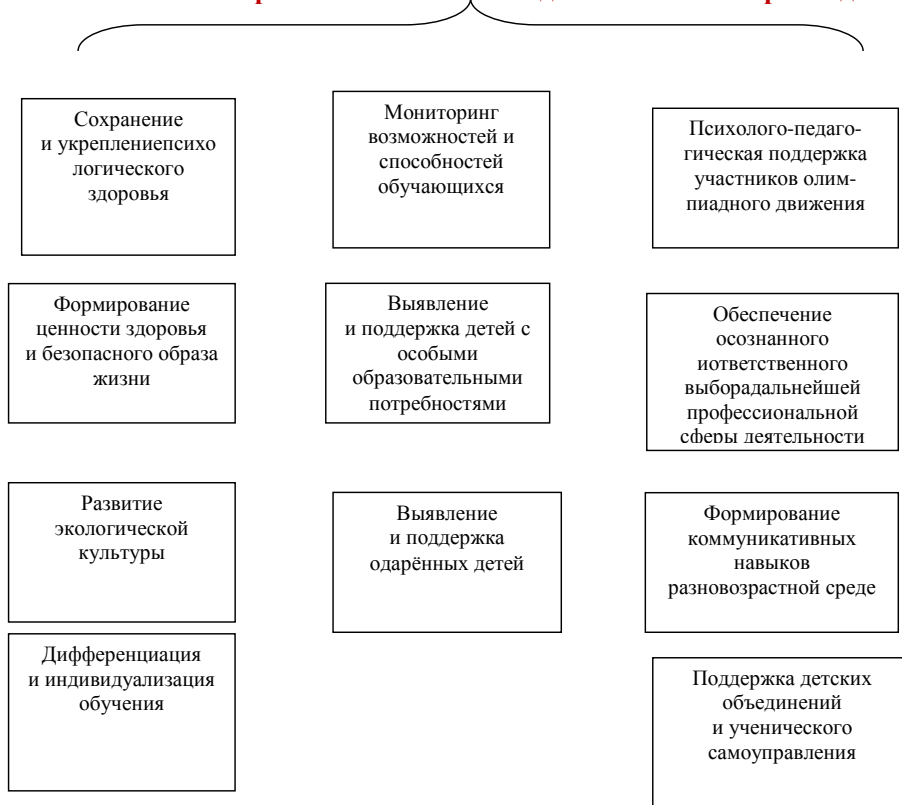 Сохранение
и укреплениепсихо
логического
здоровья
Мониторинг
возможностей и
способностей
обучающихся
Психолого-педаго-
гическая поддержка
участников олим-
пиадного движения
Формирование
ценности здоровья
и безопасного образа
жизни
Выявление
и поддержка детей с
особыми
образовательными
потребностями
Обеспечение
осознанного
иответственного
выборадальнейшей
профессиональной
сферы деятельности
Развитие
экологической
культуры
Выявление
и поддержка
одарённых детей
Формирование
коммуникативных
навыков
разновозрастной среде
Дифференциация
и индивидуализация
обучения
Поддержка детских
объединений
и ученического
самоуправления